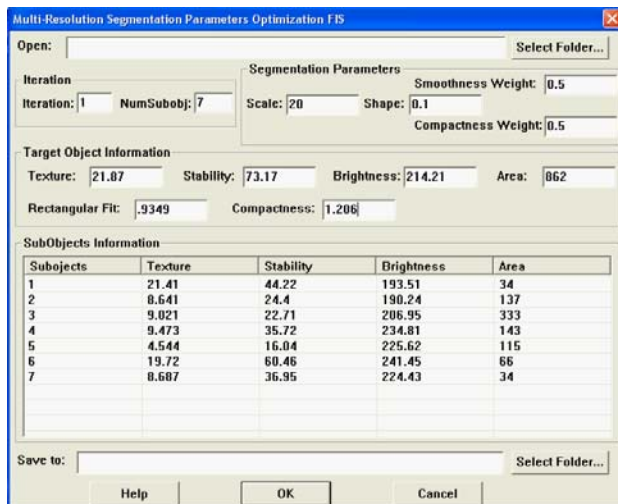 Multi-Resolution Segmentation Parameters Optimization FIS
Open: Select Folder...
Iteration
Iteration: 1 NumSubobj: 7
Segmentation Parameters
Smoothness Weight: 0.5
Scale: 20 Shape: 0.1
Compactness Weight: 0.5
Target Object Information
Texture: 21.87 Stability: 73.17 Brightness: 214.21 Area: 862
Rectangular Fit: .9349 Compactness: 1.206
SubObjects Information
Subojects Texture Stability Brightness Area
1 21.41 44.22 193.51 34
2 8.641 24.4 190.24 137
3 9.021 22.71 206.95 333
4 9.473 35.72 234.81 143
5 4.544 16.04 225.62 115
6 19.72 60.46 241.45 66
7 8.687 36.95 224.43 34
Save to: Select Folder...
Help OK Cancel